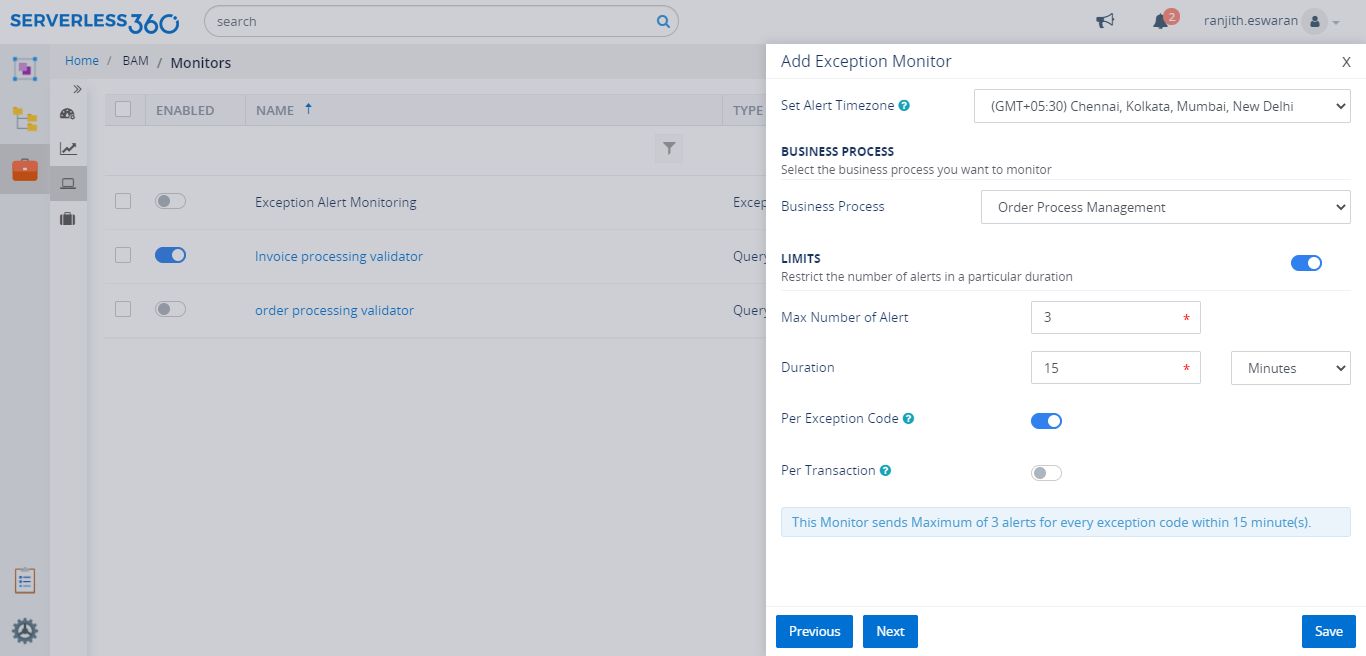 SERVERLESS360
search
2
ranjith.eswaran
Home / BAM / Monitors
ENABLED NAME TYPE
Exception Alert Monitoring Excep
Invoice processing validator Query
order processing validator Query
Add Exception Monitor X
Set Alert Timezone ? (GMT+05:30) Chennai, Kolkata, Mumbai, New Delhi
BUSINESS PROCESS
Select the business process you want to monitor
Business Process Order Process Management
LIMITS
Restrict the number of alerts in a particular duration
Max Number of Alert 3 *
Duration 15 * Minutes
Per Exception Code ?
Per Transaction ?
This Monitor sends Maximum of 3 alerts for every exception code within 15 minute(s).
Previous Next Save